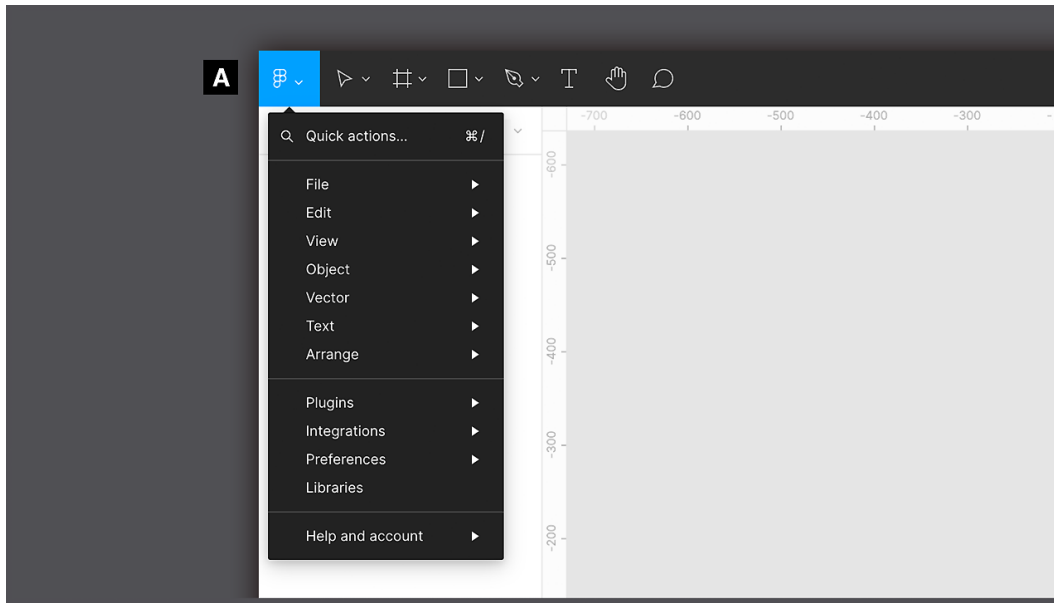 A
T
-700 -600 -500 -400 -300
Quick actions... ⌘/
File
Edit
View
Object
Vector
Text
Arrange
Plugins
Integrations
Preferences
Libraries
Help and account
-600
-500
-400
-300
-200